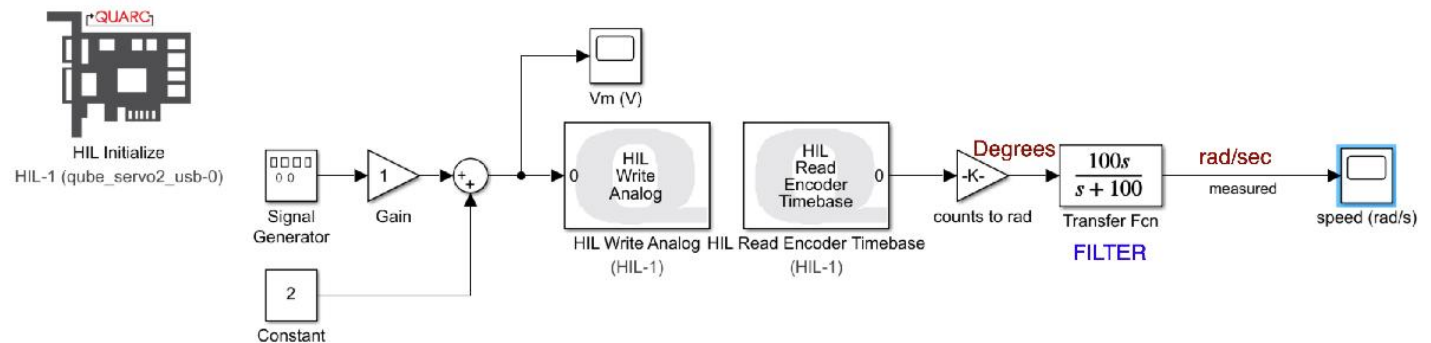 QUARC
HIL Initialize
HIL-1 (qube_servo2_usb-0)
Signal
Generator
1
Gain
+
+
2
Constant
Vm (V)
0
HIL
Write
Analog
HIL Write Analog
(HIL-1)
HIL
Read
Encoder
Timebase
0
HIL Read Encoder Timebase
(HIL-1)
-K-
counts to rad
Degrees
100s
s + 100
Transfer Fcn
FILTER
rad/sec
measured
speed (rad/s)